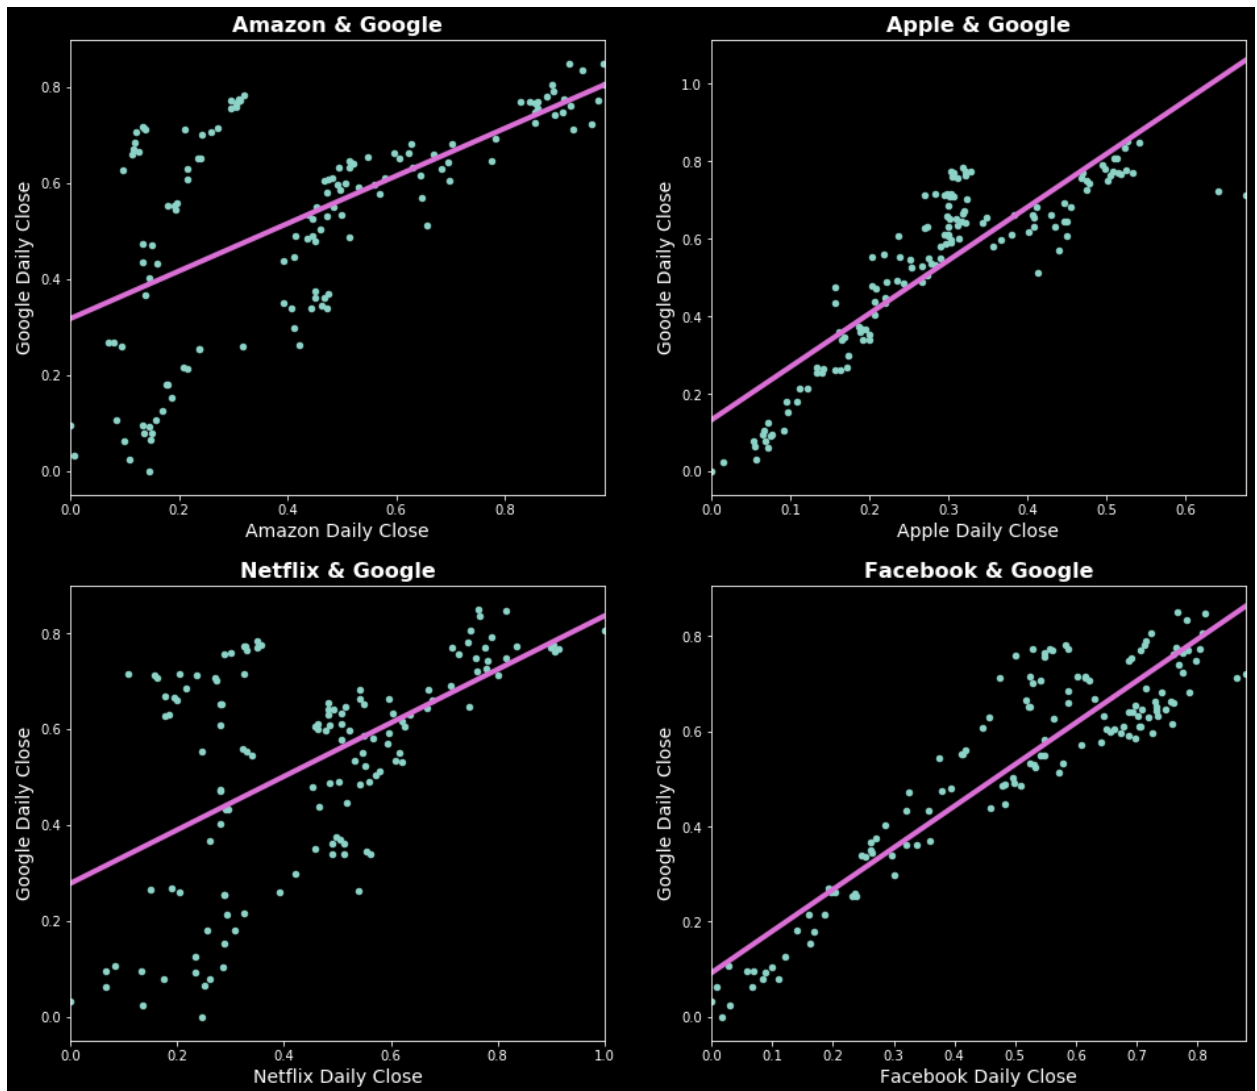 Amazon & Google
Google Daily Close
0.8
0.6
0.4
0.2
0.0
0.0 0.2 0.4 0.6 0.8
Amazon Daily Close
Apple & Google
Google Daily Close
1.0
0.8
0.6
0.4
0.2
0.0
0.0 0.1 0.2 0.3 0.4 0.5 0.6
Apple Daily Close
Netflix & Google
Google Daily Close
0.8
0.6
0.4
0.2
0.0
0.0 0.2 0.4 0.6 0.8 1.0
Netflix Daily Close
Facebook & Google
Google Daily Close
0.8
0.6
0.4
0.2
0.0
0.0 0.1 0.2 0.3 0.4 0.5 0.6 0.7 0.8
Facebook Daily Close